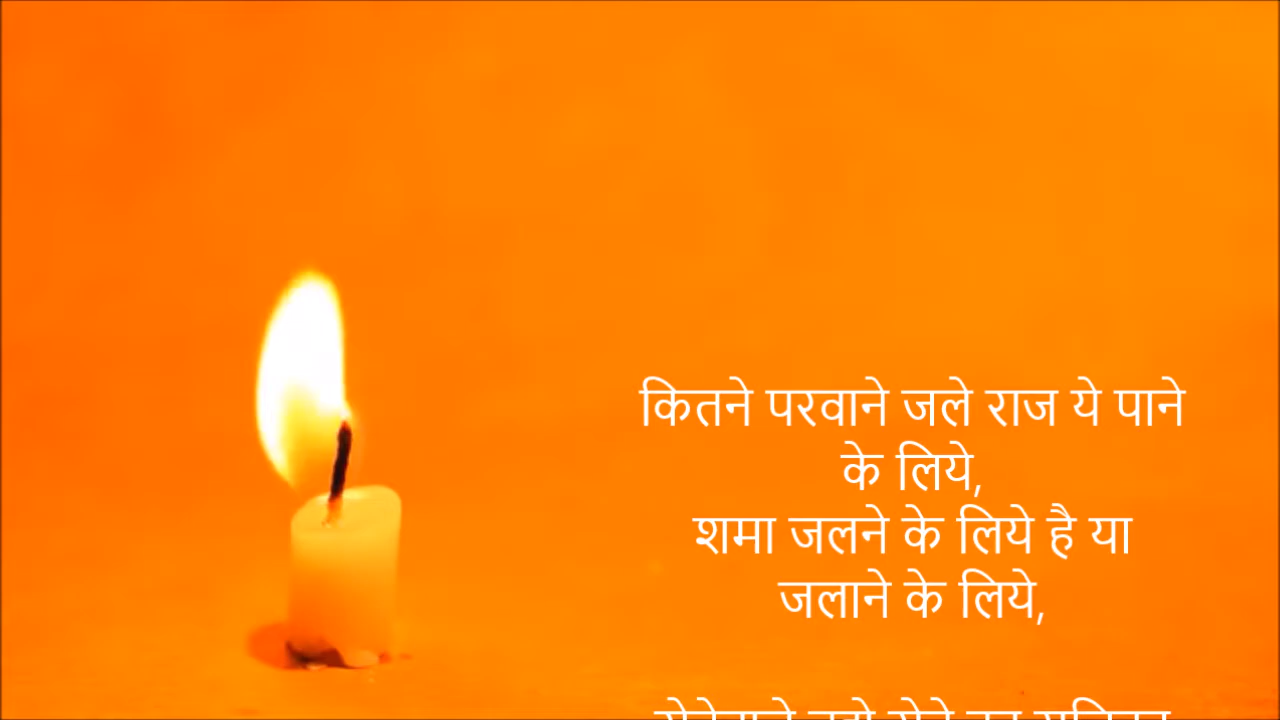 कितने परवाने जले राज ये पाने
के लिये,
शमा जलने के लिये है या
जलाने के लिये,